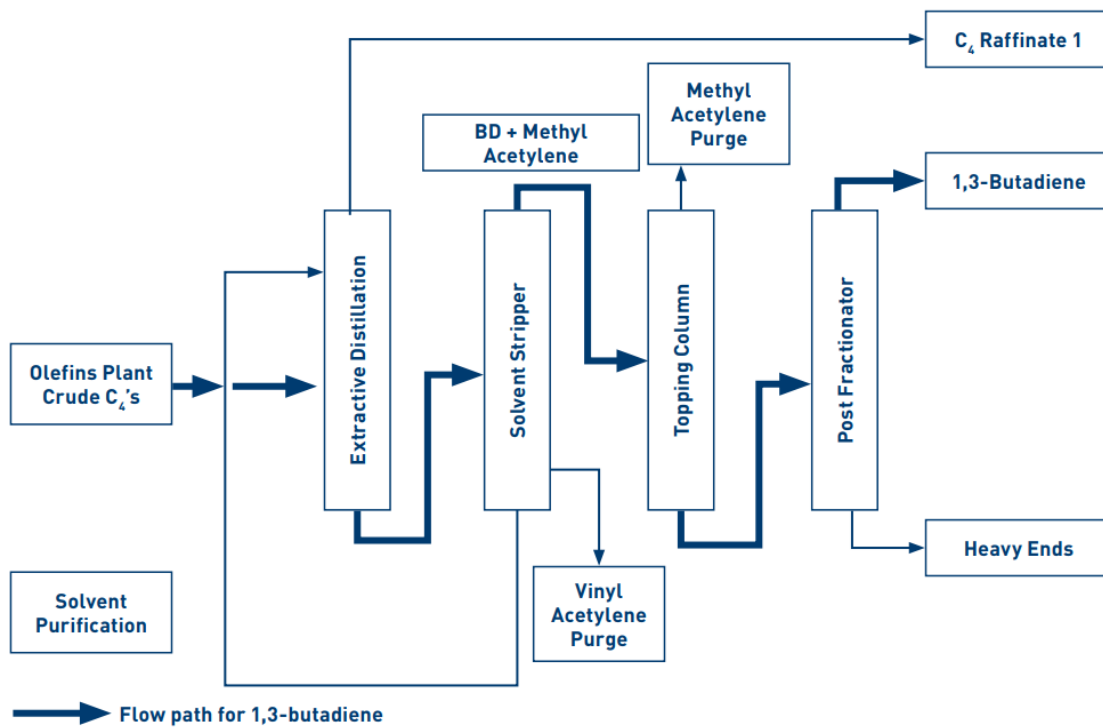 C₄ Raffinate 1
Methyl
Acetylene
Purge
BD + Methyl
Acetylene
1,3-Butadiene
Extractive Distillation
Solvent Stripper
Topping Column
Post Fractionator
Olefins Plant
Crude C₄'s
Heavy Ends
Solvent
Purification
Vinyl
Acetylene
Purge
Flow path for 1,3-butadiene